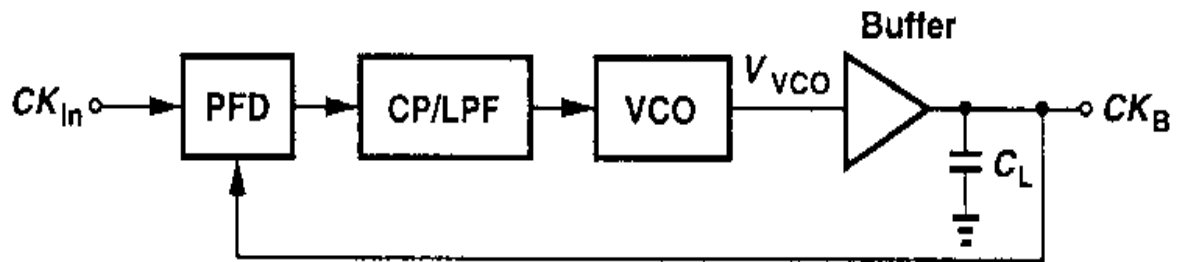 Buffer
CK_In
PFD
CP/LPF
VCO
V_VCO
CK_B
C_L